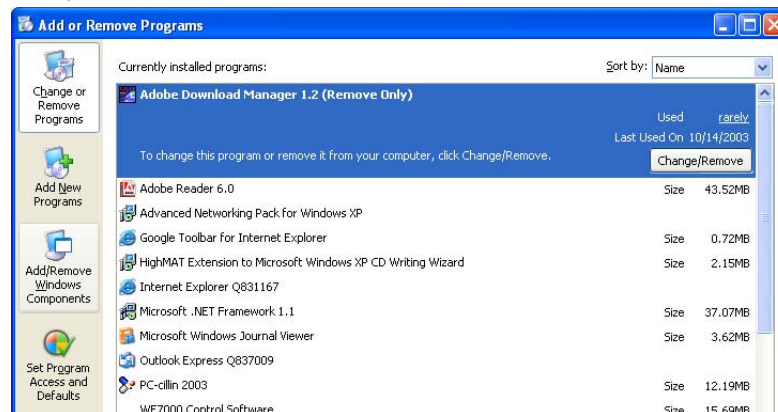 Add or Remove Programs
Change or
Remove
Programs
Add New
Programs
Add/Remove
Windows
Components
Set Program
Access and
Defaults
Currently installed programs:
Sort by: Name
Adobe Download Manager 1.2 (Remove Only)
Used rarely
Last Used On 10/14/2003
To change this program or remove it from your computer, click Change/Remove.
Change/Remove
Adobe Reader 6.0 Size 43.52MB
Advanced Networking Pack for Windows XP
Google Toolbar for Internet Explorer Size 0.72MB
HighMAT Extension to Microsoft Windows XP CD Writing Wizard Size 2.15MB
Internet Explorer Q831167
Microsoft .NET Framework 1.1 Size 37.07MB
Microsoft Windows Journal Viewer Size 3.62MB
Outlook Express Q837009
PC-cillin 2003 Size 12.19MB
WF7000 Control Software Size 15.69MB